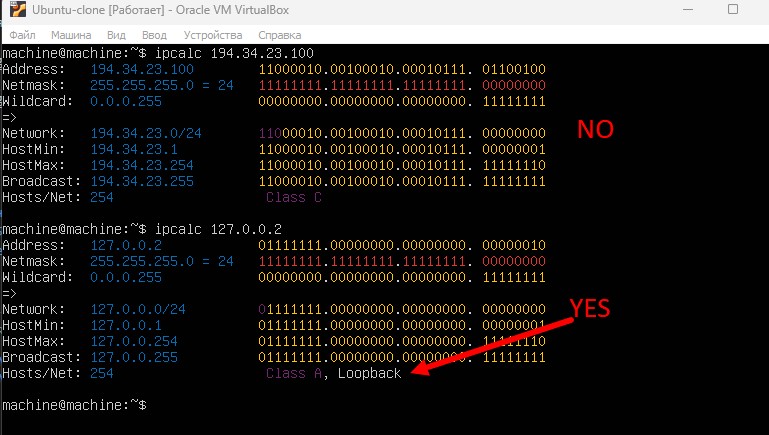 Ubuntu-clone [Работает] - Oracle VM VirtualBox
Файл Машина Вид Ввод Устройства Справка
machine@machine:~$ ipcalc 194.34.23.100
Address: 194.34.23.100 11000010.00100010.00010111. 01100100
Netmask: 255.255.255.0 = 24 11111111.11111111.11111111. 00000000
Wildcard: 0.0.0.255 00000000.00000000.00000000. 11111111
=>
Network: 194.34.23.0/24 11000010.00100010.00010111. 00000000
HostMin: 194.34.23.1 11000010.00100010.00010111. 00000001
HostMax: 194.34.23.254 11000010.00100010.00010111. 11111110
Broadcast: 194.34.23.255 11000010.00100010.00010111. 11111111
Hosts/Net: 254 Class C
NO
machine@machine:~$ ipcalc 127.0.0.2
Address: 127.0.0.2 01111111.00000000.00000000. 00000010
Netmask: 255.255.255.0 = 24 11111111.11111111.11111111. 00000000
Wildcard: 0.0.0.255 00000000.00000000.00000000. 11111111
=>
Network: 127.0.0.0/24 01111111.00000000.00000000. 00000000
HostMin: 127.0.0.1 01111111.00000000.00000000. 00000001
HostMax: 127.0.0.254 01111111.00000000.00000000. 11111110
Broadcast: 127.0.0.255 01111111.00000000.00000000. 11111111
Hosts/Net: 254 Class A, Loopback
YES
machine@machine:~$